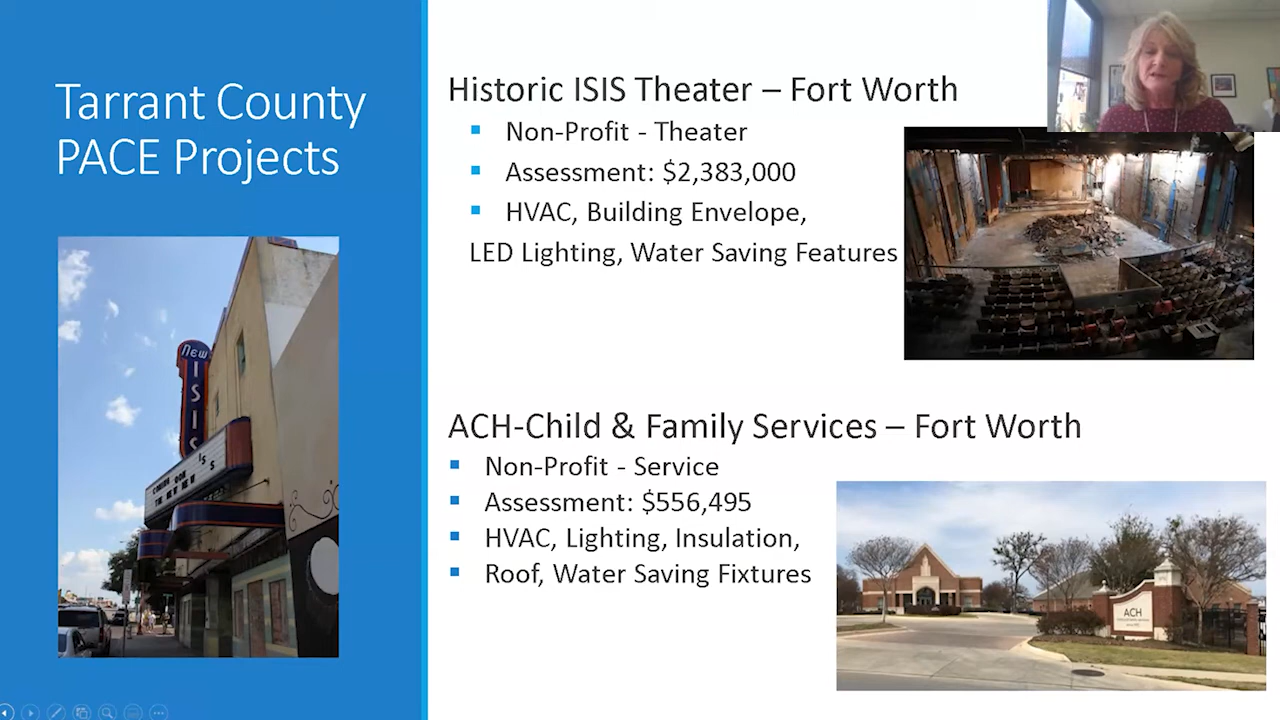 Tarrant County
PACE Projects
Historic ISIS Theater – Fort Worth
Non-Profit - Theater
Assessment: $2,383,000
HVAC, Building Envelope,
LED Lighting, Water Saving Features
New
ISIS
ACH-Child & Family Services – Fort Worth
Non-Profit - Service
Assessment: $556,495
HVAC, Lighting, Insulation,
Roof, Water Saving Fixtures
ACH